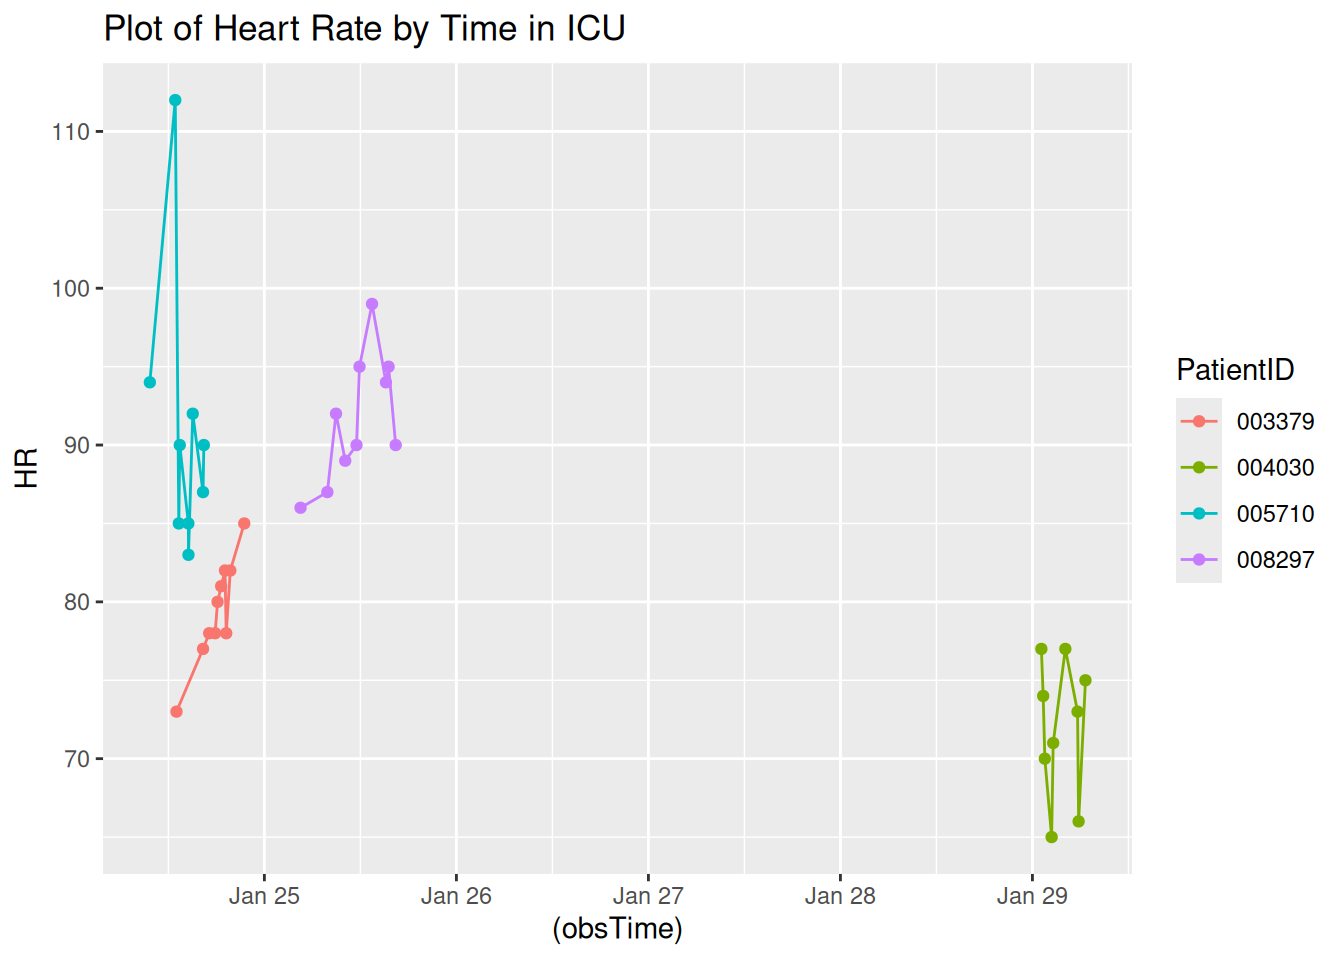 Plot of Heart Rate by Time in ICU
110
100
90
80
70
HR
Jan 25
Jan 26
Jan 27
Jan 28
Jan 29
(obsTime)
PatientID
003379
004030
005710
008297